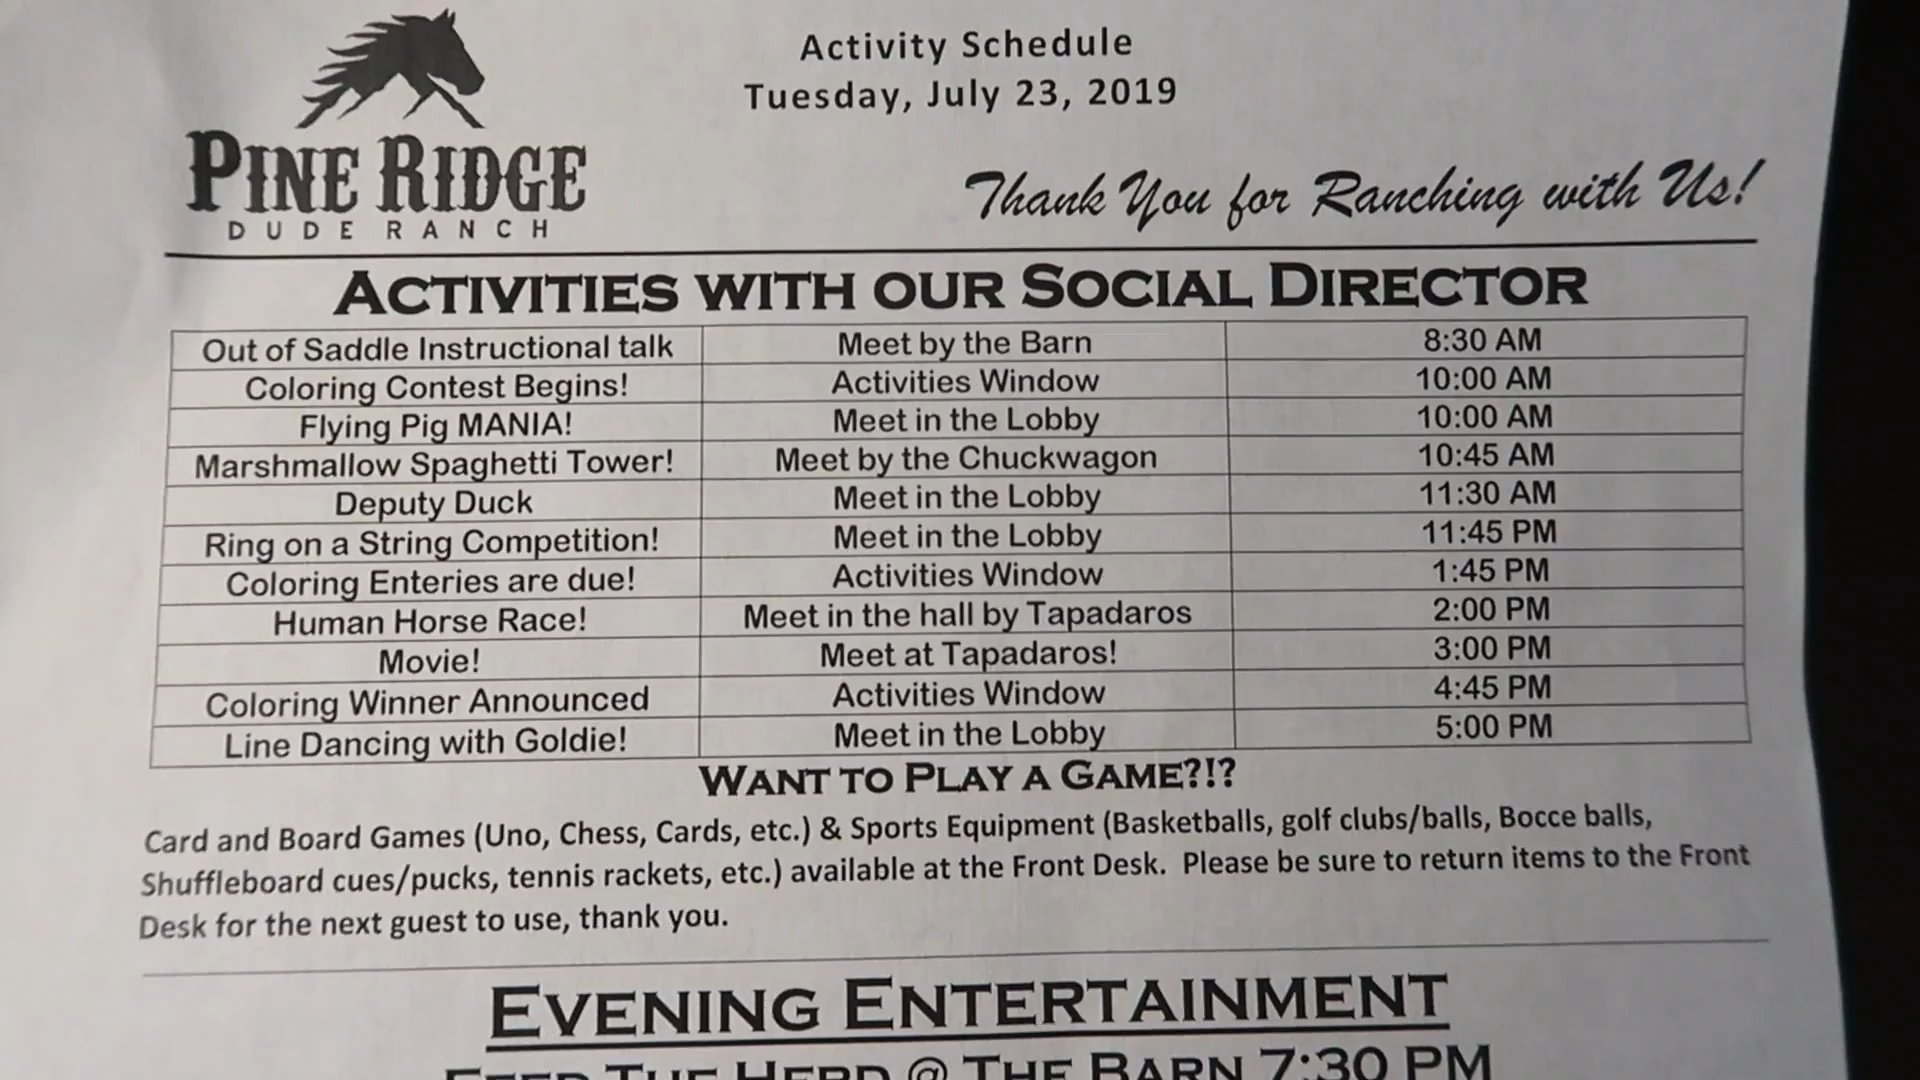 Activity Schedule
Tuesday, July 23, 2019
PINE RIDGE
DUDE RANCH
Thank You for Ranching with Us!
ACTIVITIES WITH OUR SOCIAL DIRECTOR
Out of Saddle Instructional talk Meet by the Barn 8:30 AM
Coloring Contest Begins! Activities Window 10:00 AM
Flying Pig MANIA! Meet in the Lobby 10:00 AM
Marshmallow Spaghetti Tower! Meet by the Chuckwagon 10:45 AM
Deputy Duck Meet in the Lobby 11:30 AM
Ring on a String Competition! Meet in the Lobby 11:45 PM
Coloring Enteries are due! Activities Window 1:45 PM
Human Horse Race! Meet in the hall by Tapadaros 2:00 PM
Movie! Meet at Tapadaros! 3:00 PM
Coloring Winner Announced Activities Window 4:45 PM
Line Dancing with Goldie! Meet in the Lobby 5:00 PM
WANT TO PLAY A GAME?!?
Card and Board Games (Uno, Chess, Cards, etc.) & Sports Equipment (Basketballs, golf clubs/balls, Bocce balls,
Shuffleboard cues/pucks, tennis rackets, etc.) available at the Front Desk. Please be sure to return items to the Front
Desk for the next guest to use, thank you.
EVENING ENTERTAINMENT
FEED THE HERD @ THE BARN 7:30 PM